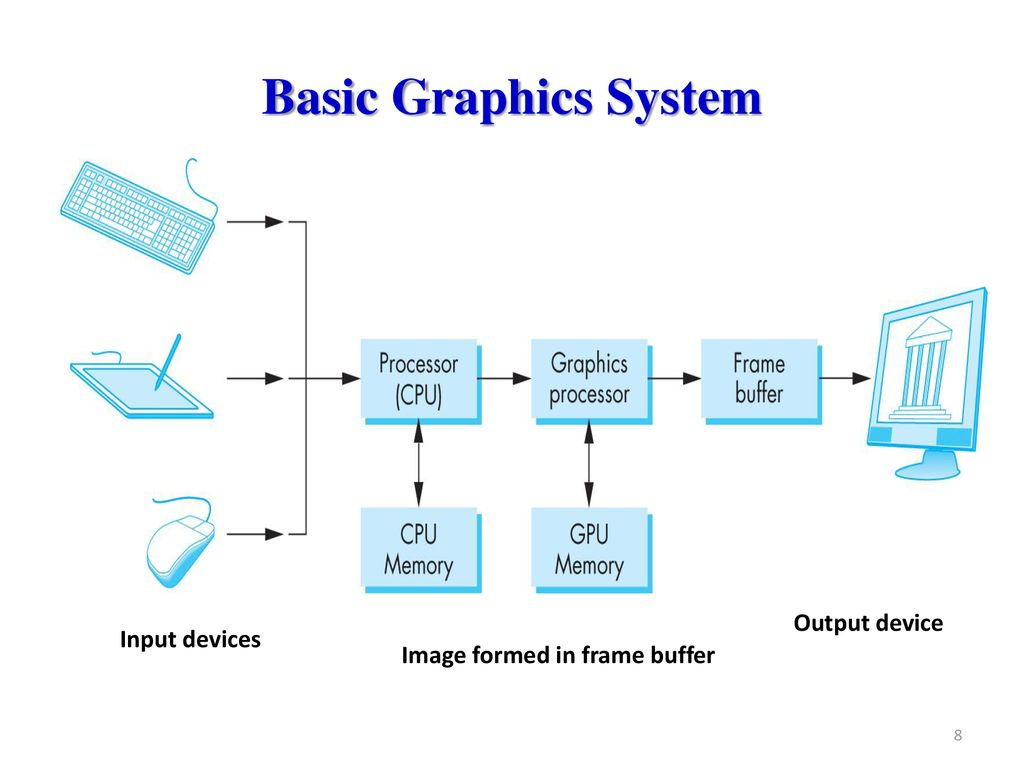 Basic Graphics System
Processor
(CPU)
Graphics
processor
Frame
buffer
CPU
Memory
GPU
Memory
Input devices
Image formed in frame buffer
Output device
8